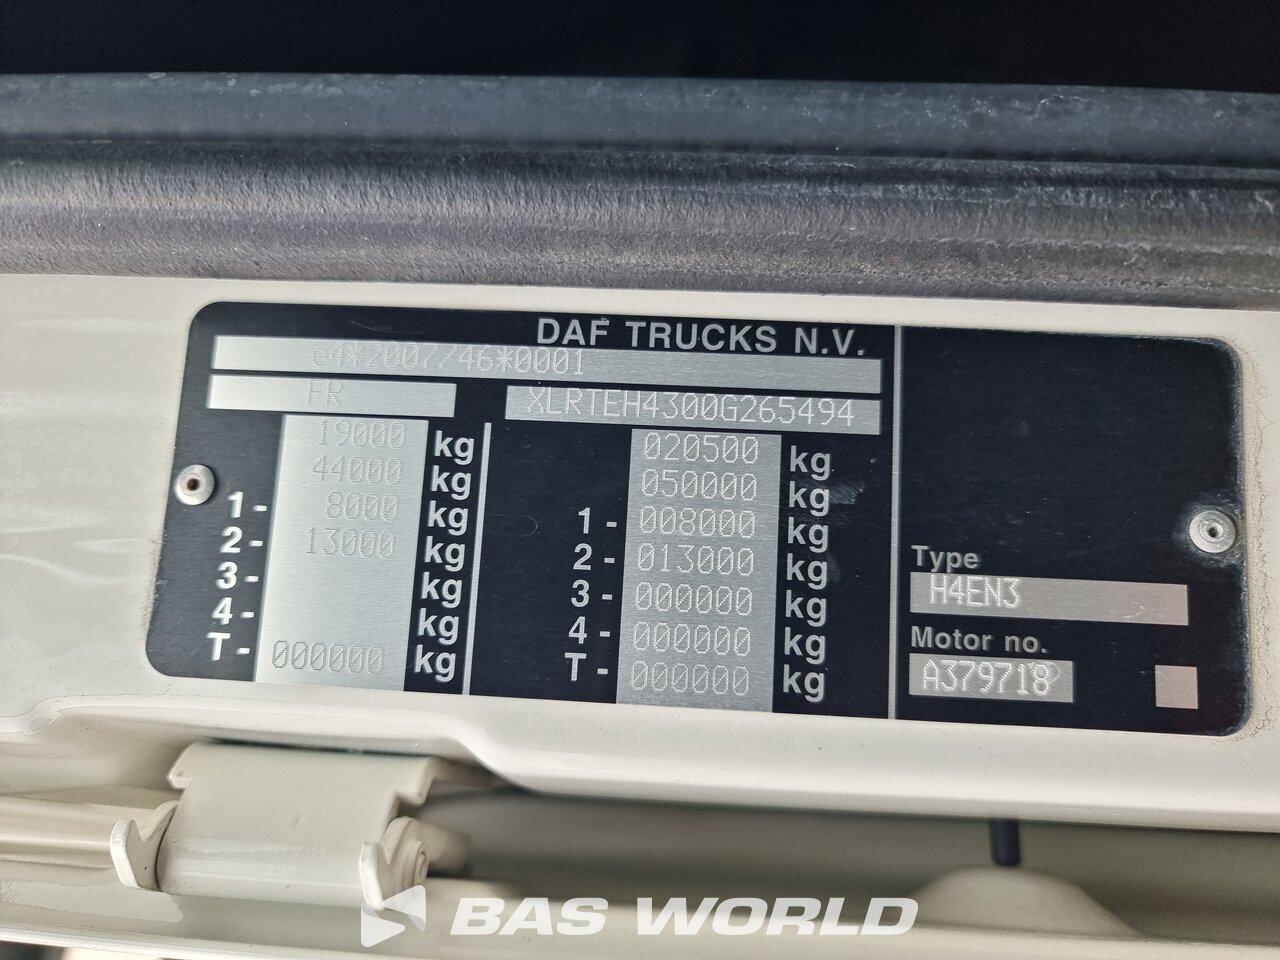 DAF TRUCKS N.V.
e4*2007/46*0001
FR
XLRTEH4300G265494
19000 kg
44000 kg
1- 8000 kg
2- 13000 kg
3- kg
4- kg
T- 000000 kg
020500 kg
050000 kg
1- 008000 kg
2- 013000 kg
3- 000000 kg
4- 000000 kg
T- 000000 kg
Type
H4EN3
Motor no.
A379718
BAS WORLD